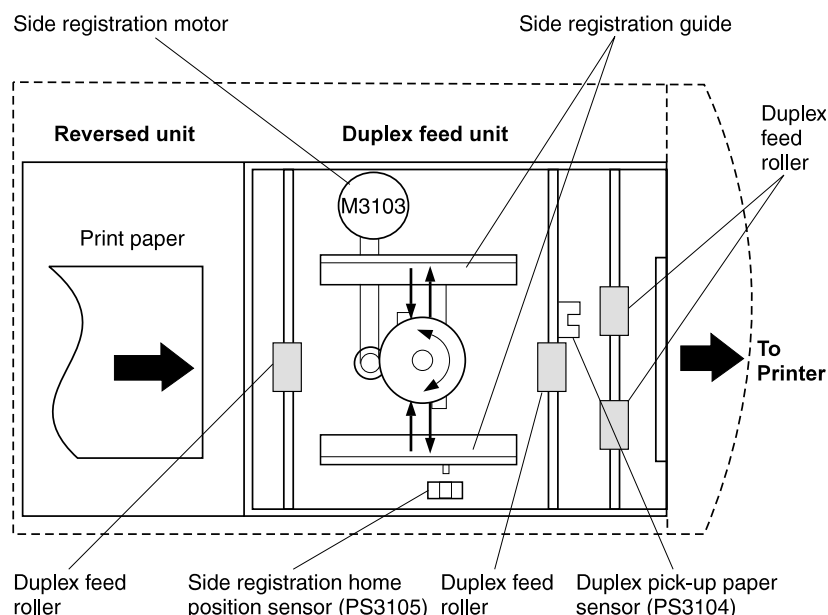 Side registration motor
Side registration guide
Duplex
feed
roller
Reversed unit
Duplex feed unit
M3103
Print paper
To
Printer
Duplex feed
roller
Side registration home
position sensor (PS3105)
Duplex feed
roller
Duplex pick-up paper
sensor (PS3104)